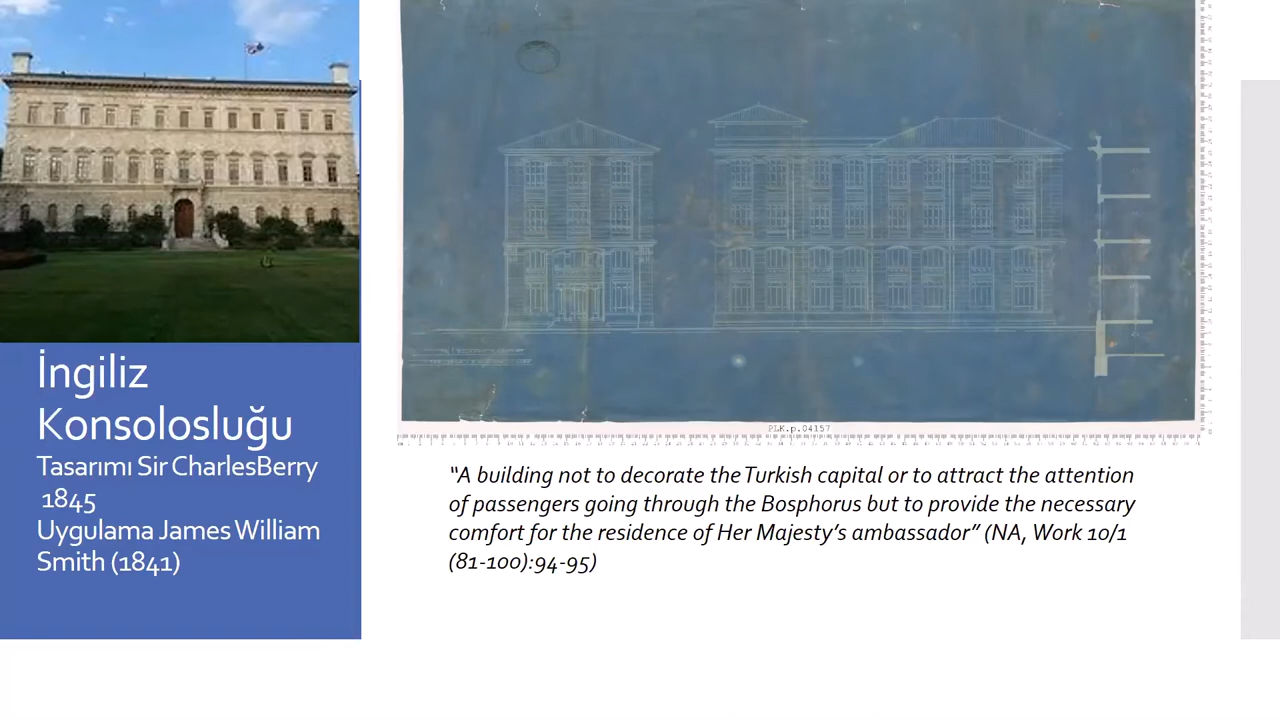 İngiliz
Konsolosluğu
Tasarımı Sir CharlesBerry
1845
Uygulama James William
Smith (1841)
PLK.p.04157
“A building not to decorate the Turkish capital or to attract the attention
of passengers going through the Bosphorus but to provide the necessary
comfort for the residence of Her Majesty’s ambassador” (NA, Work 10/1
(81-100):94-95)